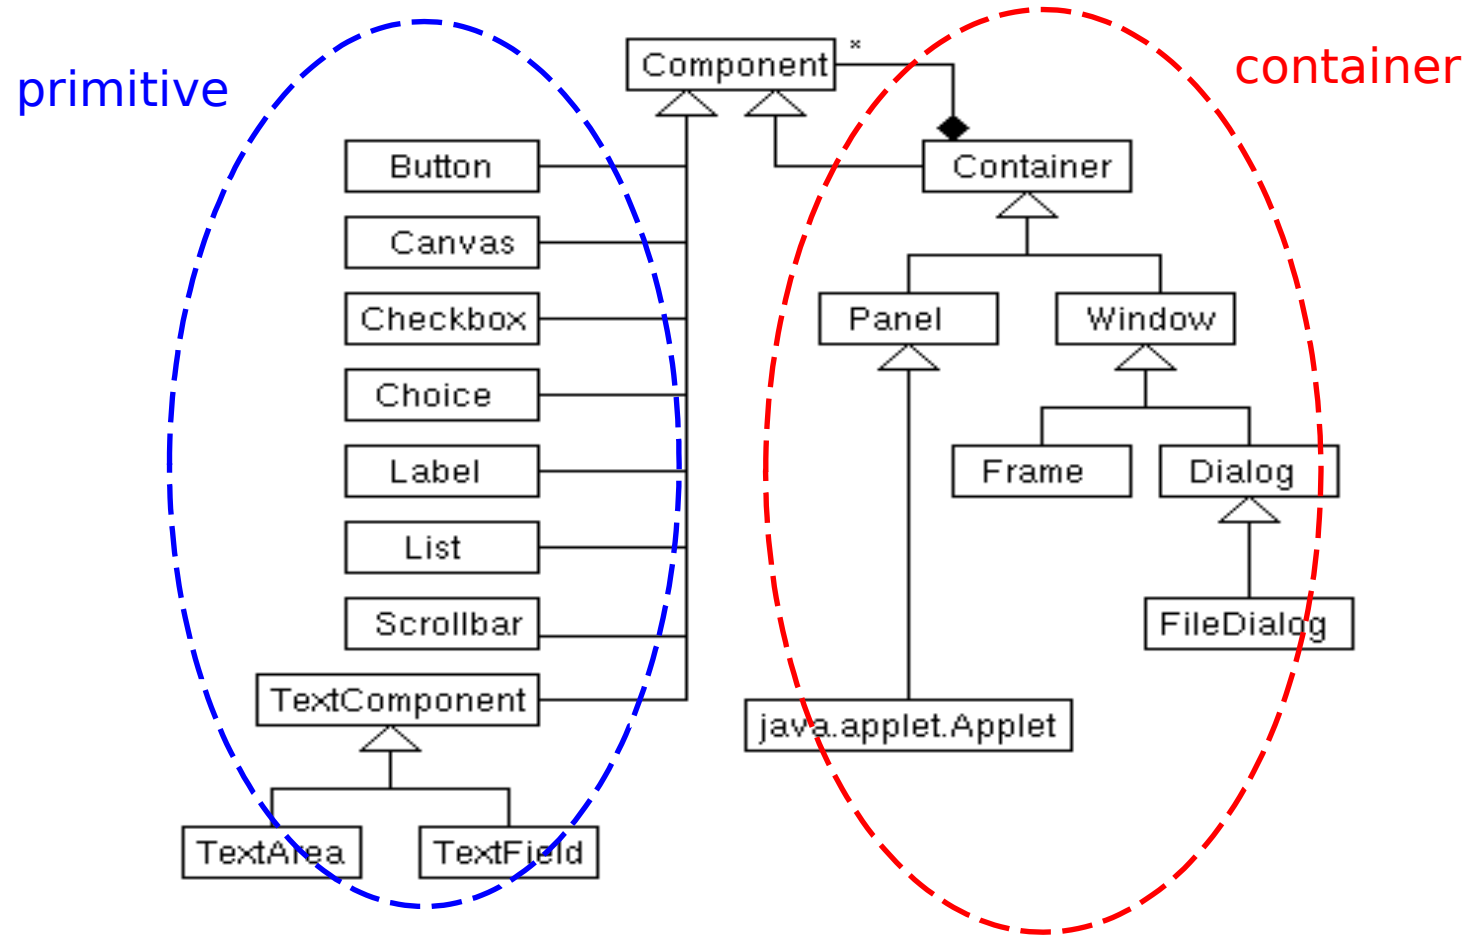 primitive
container
Component
*
Button
Container
Canvas
Checkbox
Panel
Window
Choice
Label
Frame
Dialog
List
Scrollbar
FileDialog
TextComponent
java.applet.Applet
TextArea
TextField